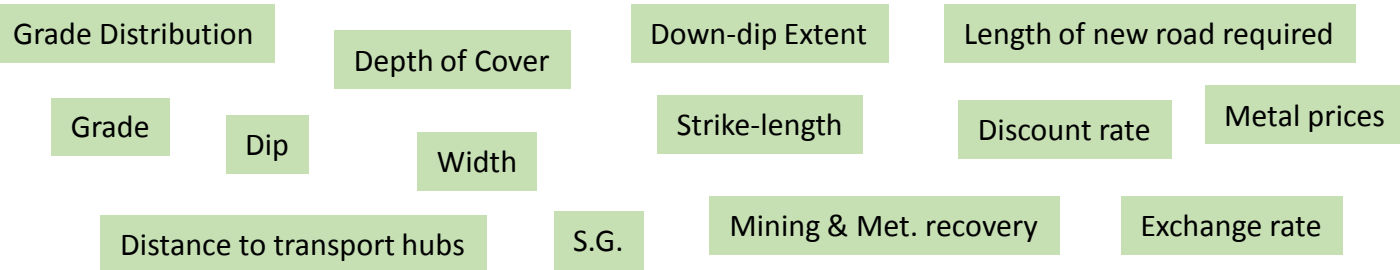 Grade Distribution
Depth of Cover
Down-dip Extent
Length of new road required
Grade
Dip
Width
Strike-length
Discount rate
Metal prices
Distance to transport hubs
S.G.
Mining & Met. recovery
Exchange rate